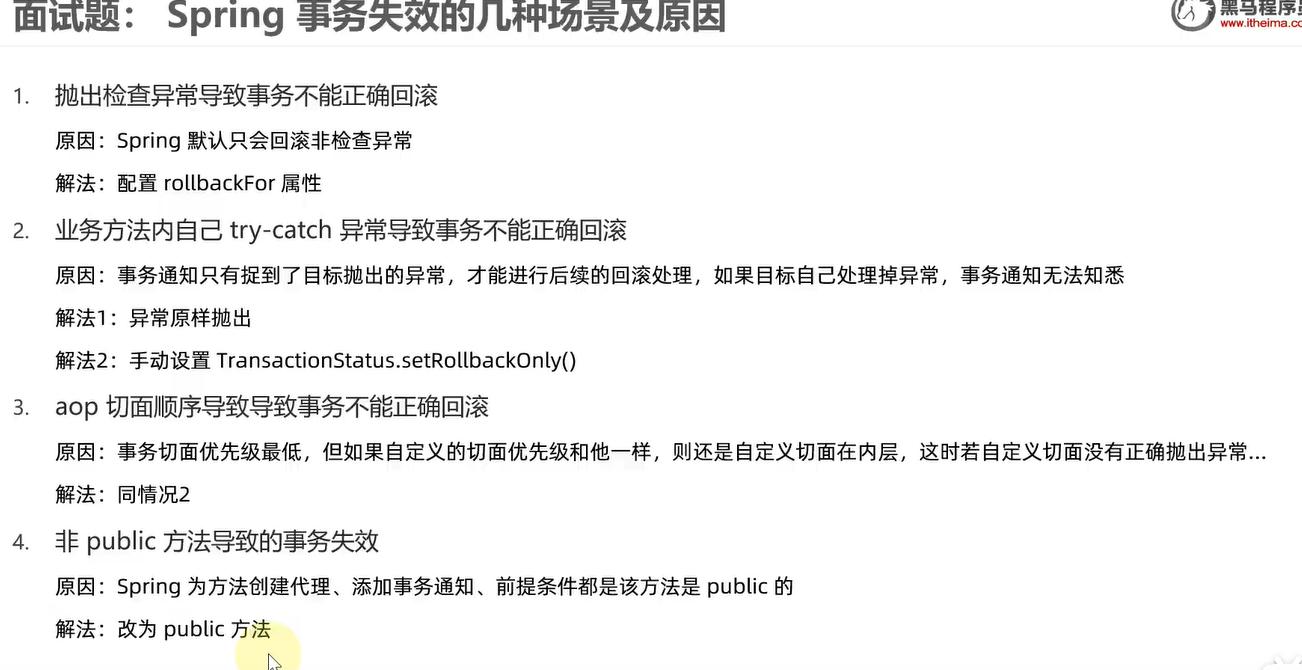 面试题： Spring 事务失效的几种场景及原因
黑马程序员
www.itheima.co
1. 抛出检查异常导致事务不能正确回滚
原因：Spring 默认只会回滚非检查异常
解法：配置 rollbackFor 属性
2. 业务方法内自己 try-catch 异常导致事务不能正确回滚
原因：事务通知只有捉到了目标抛出的异常，才能进行后续的回滚处理，如果目标自己处理掉异常，事务通知无法知悉
解法1：异常原样抛出
解法2：手动设置 TransactionStatus.setRollbackOnly()
3. aop 切面顺序导致导致事务不能正确回滚
原因：事务切面优先级最低，但如果自定义的切面优先级和他一样，则还是自定义切面在内层，这时若自定义切面没有正确抛出异常...
解法：同情况2
4. 非 public 方法导致的事务失效
原因：Spring 为方法创建代理、添加事务通知、前提条件都是该方法是 public 的
解法：改为 public 方法